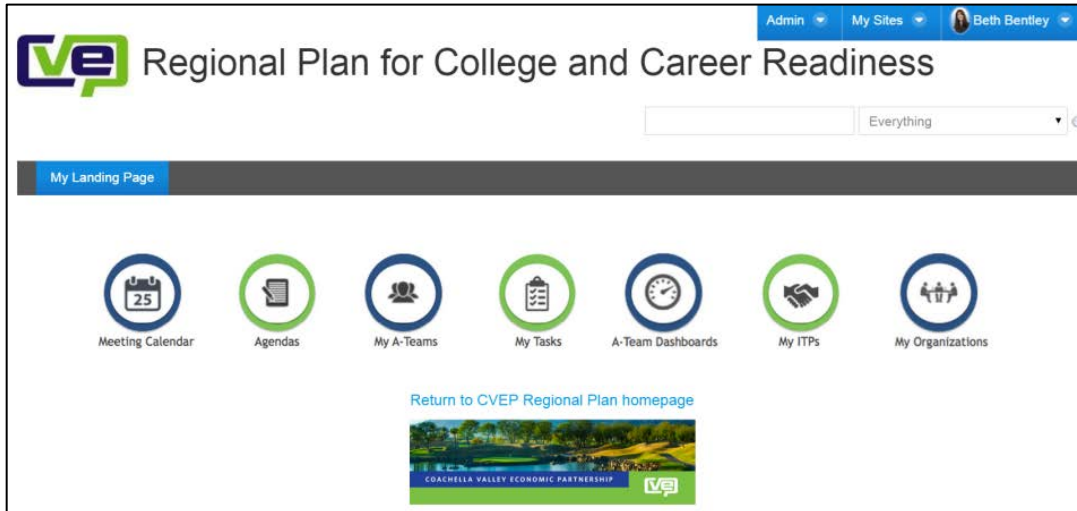 Admin My Sites Beth Bentley
cvep Regional Plan for College and Career Readiness
Everything
My Landing Page
25
Meeting Calendar Agendas My A-Teams My Tasks A-Team Dashboards My ITPs My Organizations
Return to CVEP Regional Plan homepage
COACHELLA VALLEY ECONOMIC PARTNERSHIP cvep